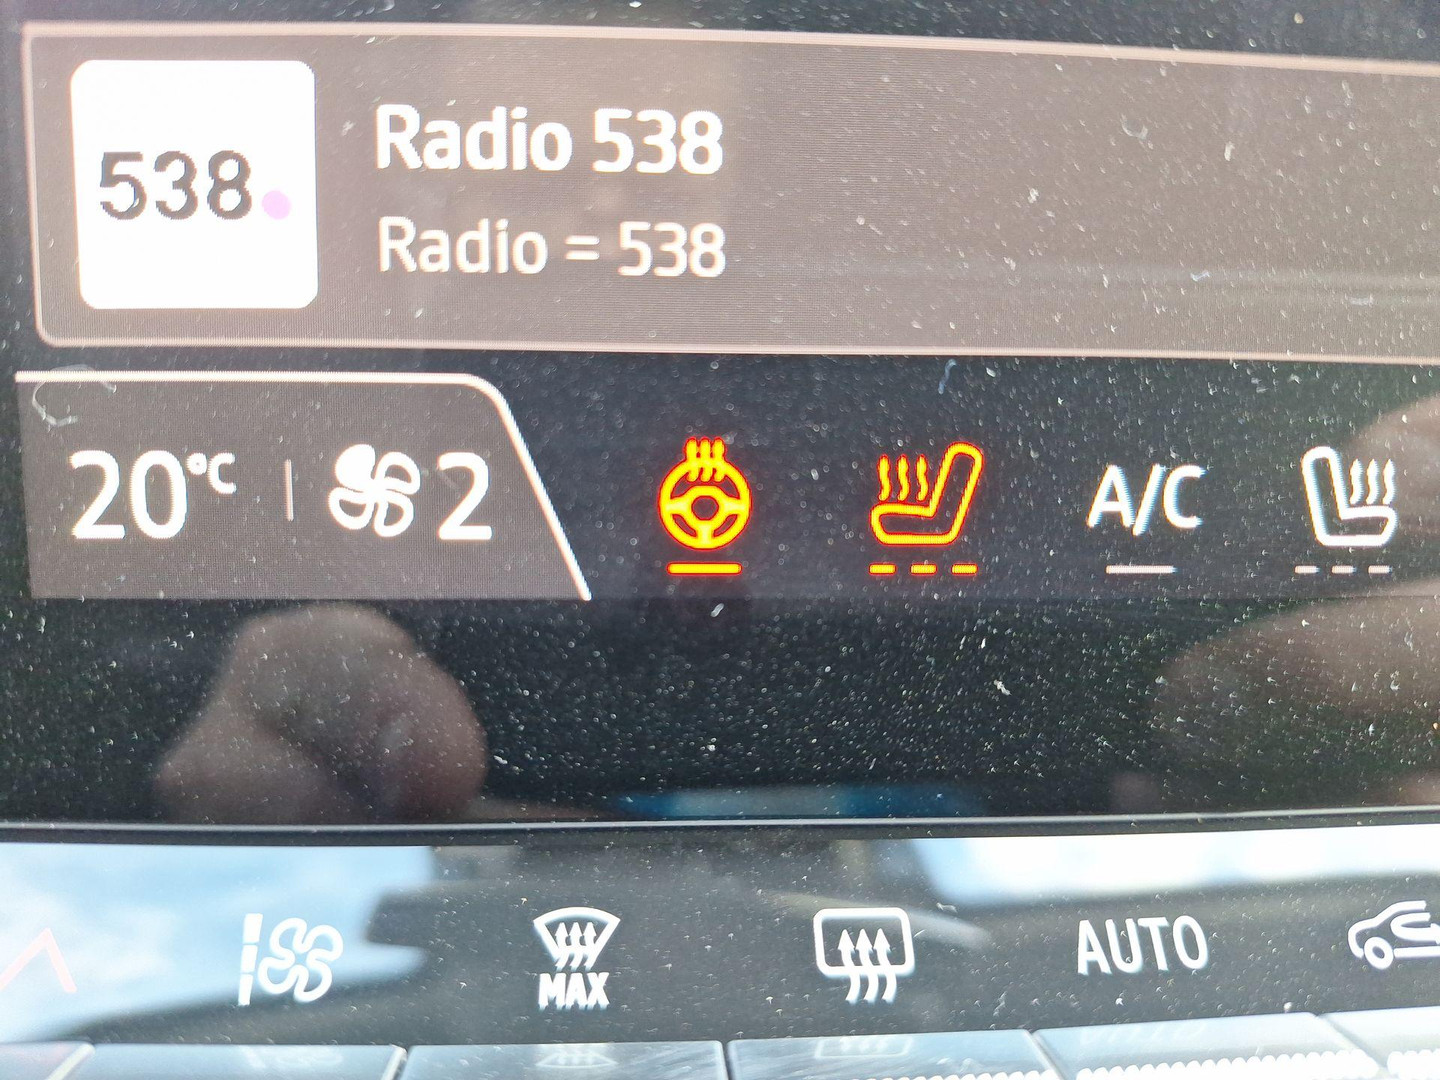 538
Radio 538
Radio = 538
20°C 2 A/C
MAX AUTO